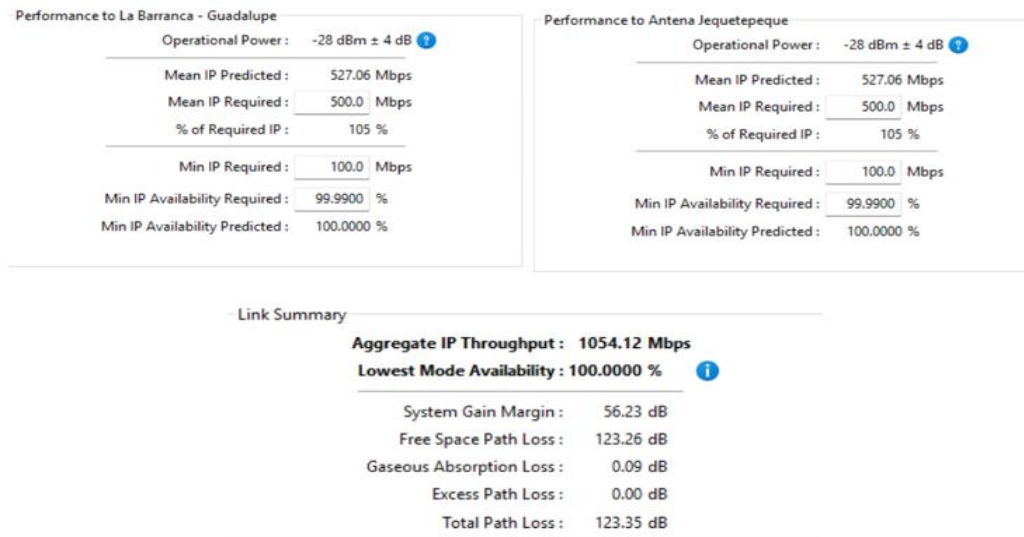 Performance to La Barranca - Guadalupe
Operational Power : -28 dBm ± 4 dB ?
Mean IP Predicted : 527.06 Mbps
Mean IP Required : 500.0 Mbps
% of Required IP : 105 %
Min IP Required : 100.0 Mbps
Min IP Availability Required : 99.9900 %
Min IP Availability Predicted : 100.0000 %
Performance to Antena Jequetepeque
Operational Power : -28 dBm ± 4 dB ?
Mean IP Predicted : 527.06 Mbps
Mean IP Required : 500.0 Mbps
% of Required IP : 105 %
Min IP Required : 100.0 Mbps
Min IP Availability Required : 99.9900 %
Min IP Availability Predicted : 100.0000 %
Link Summary
Aggregate IP Throughput : 1054.12 Mbps
Lowest Mode Availability : 100.0000 % i
System Gain Margin : 56.23 dB
Free Space Path Loss : 123.26 dB
Gaseous Absorption Loss : 0.09 dB
Excess Path Loss : 0.00 dB
Total Path Loss : 123.35 dB